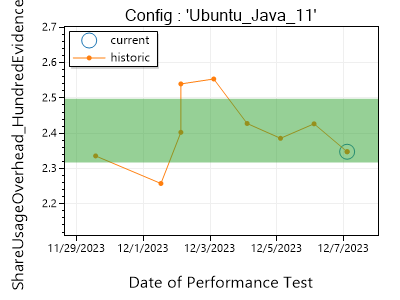 Config : 'Ubuntu_Java_11'
ShareUsageOverhead_HundredEvidence
2.7
2.6
2.5
2.4
2.3
2.2
current
historic
11/29/2023
12/1/2023
12/3/2023
12/5/2023
12/7/2023
Date of Performance Test